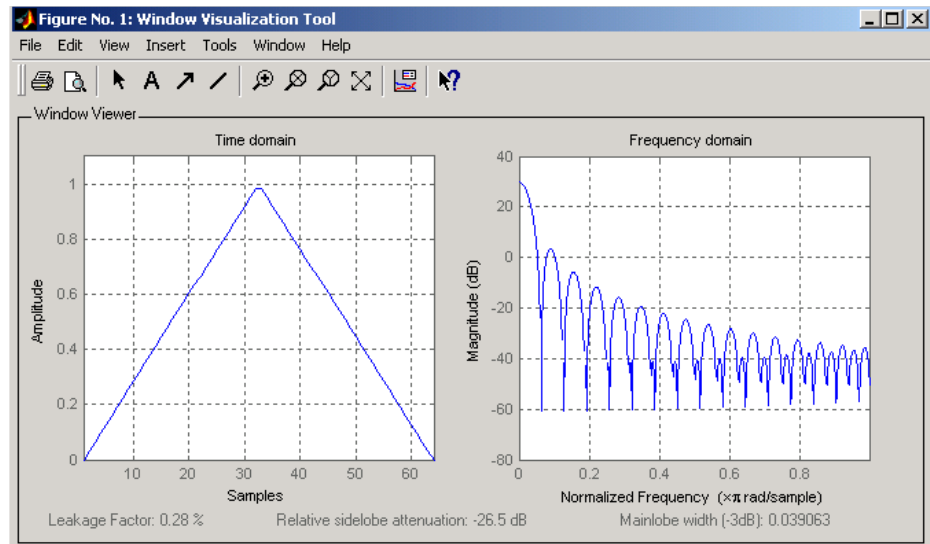 Figure No. 1: Window Visualization Tool
File Edit View Insert Tools Window Help
A
Window Viewer
Time domain
Amplitude
1
0.8
0.6
0.4
0.2
0
10 20 30 40 50 60
Samples
Frequency domain
Magnitude (dB)
40
20
0
-20
-40
-60
-80
0 0.2 0.4 0.6 0.8
Normalized Frequency (×π rad/sample)
Leakage Factor: 0.28 % Relative sidelobe attenuation: -26.5 dB Mainlobe width (-3dB): 0.039063